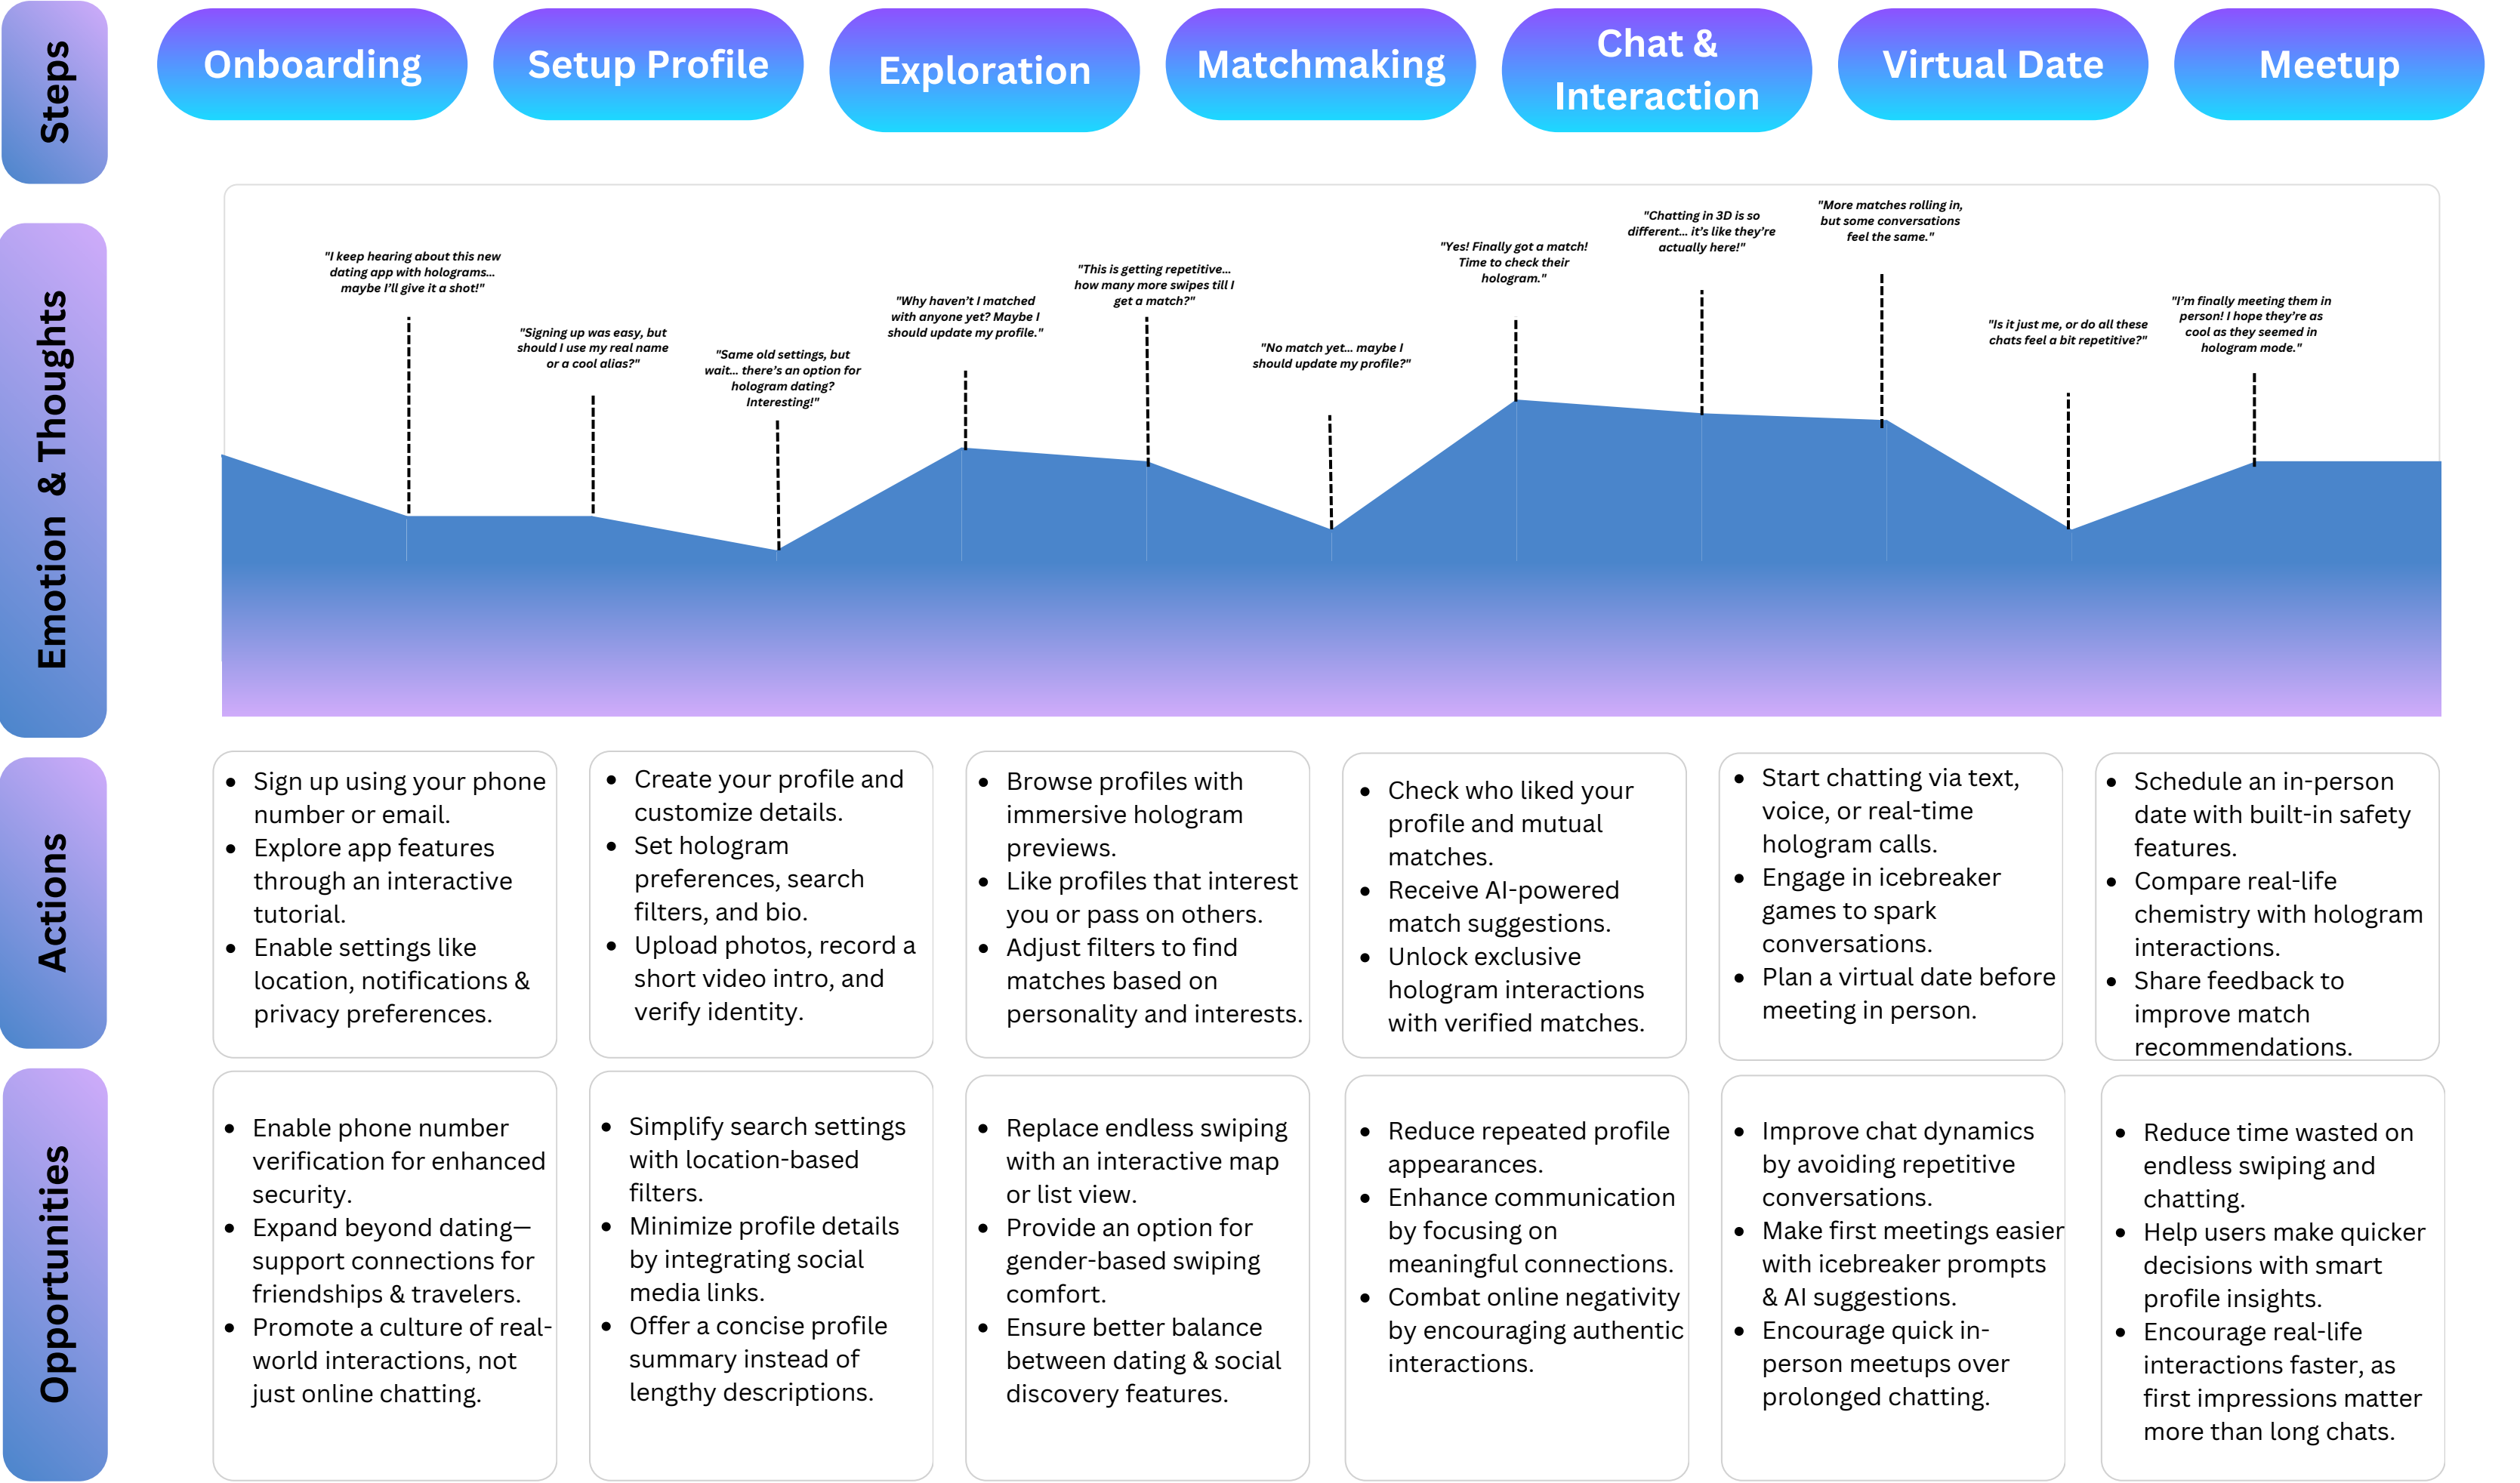 Steps
Onboarding
Setup Profile
Exploration
Matchmaking
Chat &
Interaction
Virtual Date
Meetup
Emotion & Thoughts
"I keep hearing about this new
dating app with holograms...
maybe I'll give it a shot!"
"Signing up was easy, but
should I use my real name
or a cool alias?"
"Same old settings, but
wait... there's an option for
hologram dating?
Interesting!"
"Why haven't I matched
with anyone yet? Maybe I
should update my profile."
"This is getting repetitive...
how many more swipes till I
get a match?"
"No match yet... maybe I
should update my profile?"
"Yes! Finally got a match!
Time to check their
hologram."
"Chatting in 3D is so
different... it's like they're
actually here!"
"More matches rolling in,
but some conversations
feel the same."
"Is it just me, or do all these
chats feel a bit repetitive?"
"I'm finally meeting them in
person! I hope they're as
cool as they seemed in
hologram mode."
Actions
• Sign up using your phone
number or email.
• Explore app features
through an interactive
tutorial.
• Enable settings like
location, notifications &
privacy preferences.
• Create your profile and
customize details.
• Set hologram
preferences, search
filters, and bio.
• Upload photos, record a
short video intro, and
verify identity.
• Browse profiles with
immersive hologram
previews.
• Like profiles that interest
you or pass on others.
• Adjust filters to find
matches based on
personality and interests.
• Check who liked your
profile and mutual
matches.
• Receive AI-powered
match suggestions.
• Unlock exclusive
hologram interactions
with verified matches.
• Start chatting via text,
voice, or real-time
hologram calls.
• Engage in icebreaker
games to spark
conversations.
• Plan a virtual date before
meeting in person.
• Schedule an in-person
date with built-in safety
features.
• Compare real-life
chemistry with hologram
interactions.
• Share feedback to
improve match
recommendations.
Opportunities
• Enable phone number
verification for enhanced
security.
• Expand beyond dating—
support connections for
friendships & travelers.
• Promote a culture of real-
world interactions, not
just online chatting.
• Simplify search settings
with location-based
filters.
• Minimize profile details
by integrating social
media links.
• Offer a concise profile
summary instead of
lengthy descriptions.
• Replace endless swiping
with an interactive map
or list view.
• Provide an option for
gender-based swiping
comfort.
• Ensure better balance
between dating & social
discovery features.
• Reduce repeated profile
appearances.
• Enhance communication
by focusing on
meaningful connections.
• Combat online negativity
by encouraging authentic
interactions.
• Improve chat dynamics
by avoiding repetitive
conversations.
• Make first meetings easier
with icebreaker prompts
& AI suggestions.
• Encourage quick in-
person meetups over
prolonged chatting.
• Reduce time wasted on
endless swiping and
chatting.
• Help users make quicker
decisions with smart
profile insights.
• Encourage real-life
interactions faster, as
first impressions matter
more than long chats.